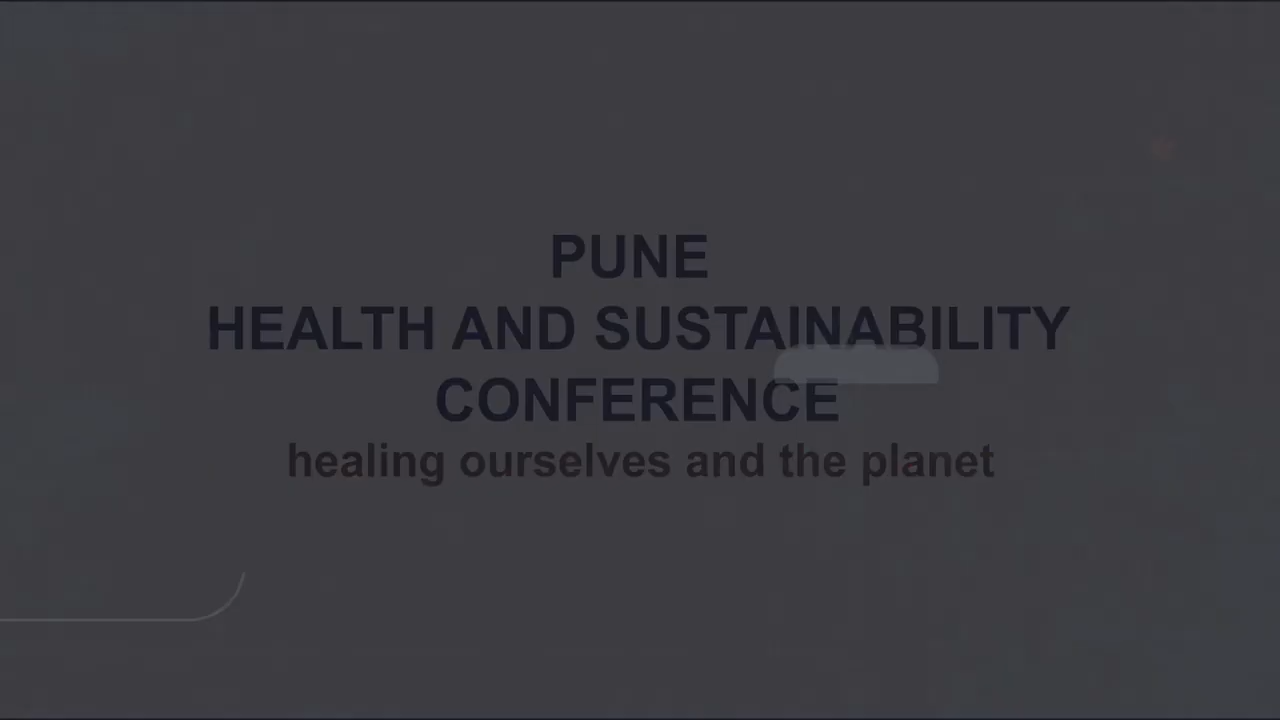 PUNE
HEALTH AND SUSTAINABILITY
CONFERENCE
healing ourselves and the planet